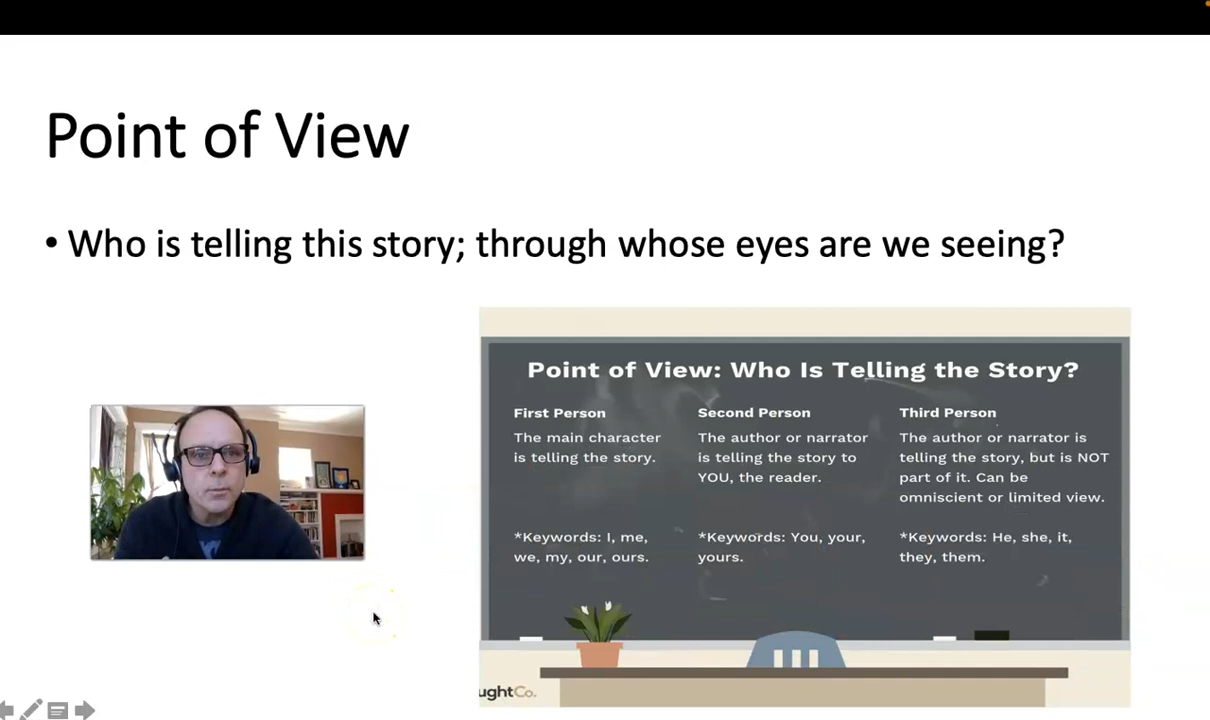 Point of View
• Who is telling this story; through whose eyes are we seeing?
Point of View: Who Is Telling the Story?
First Person
The main character
is telling the story.
*Keywords: I, me,
we, my, our, ours.
Second Person
The author or narrator
is telling the story to
YOU, the reader.
*Keywords: You, your,
yours.
Third Person
The author or narrator is
telling the story, but is NOT
part of it. Can be
omniscient or limited view.
*Keywords: He, she, it,
they, them.
ughtCo.